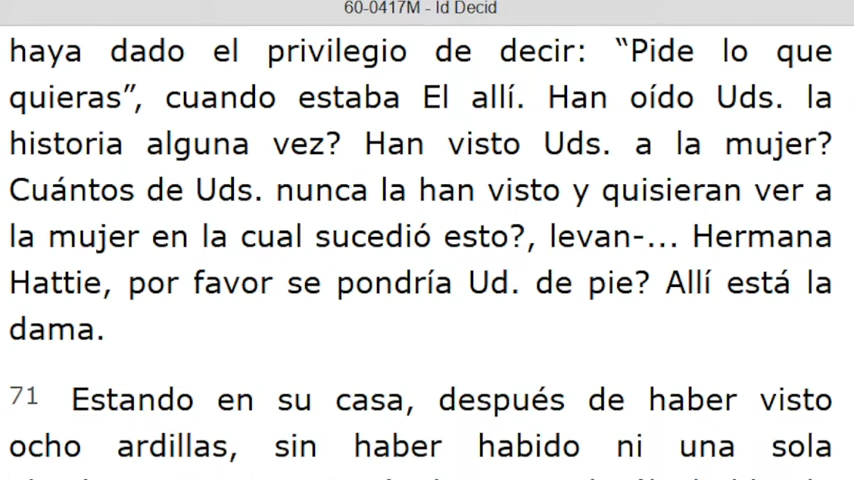 60-0417M - Id Decid
haya dado el privilegio de decir: “Pide lo que
quieras”, cuando estaba El allí. Han oído Uds. la
historia alguna vez? Han visto Uds. a la mujer?
Cuántos de Uds. nunca la han visto y quisieran ver a
la mujer en la cual sucedió esto?, levan-... Hermana
Hattie, por favor se pondría Ud. de pie? Allí está la
dama.
71 Estando en su casa, después de haber visto
ocho ardillas, sin haber habido ni una sola